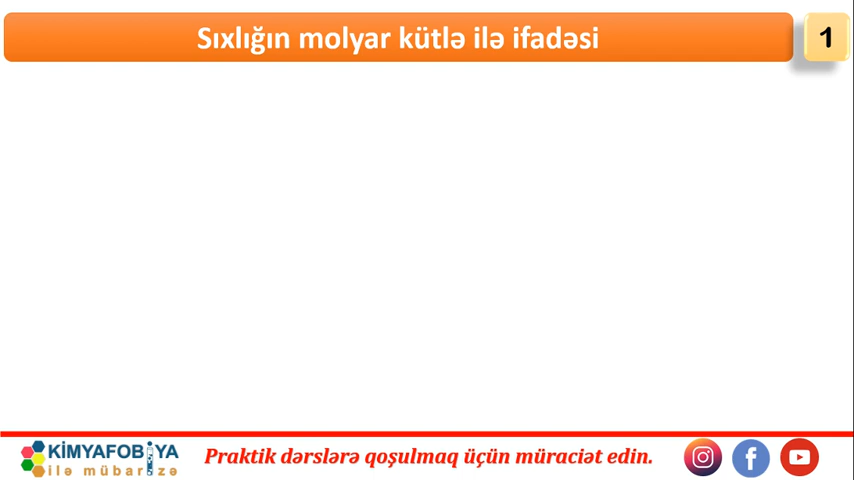 Sıxlığın molyar kütlə ilə ifadəsi
1
KİMYAFOBİYA
ilə mübarizə
Praktik dərslərə qoşulmaq üçün müraciət edin.